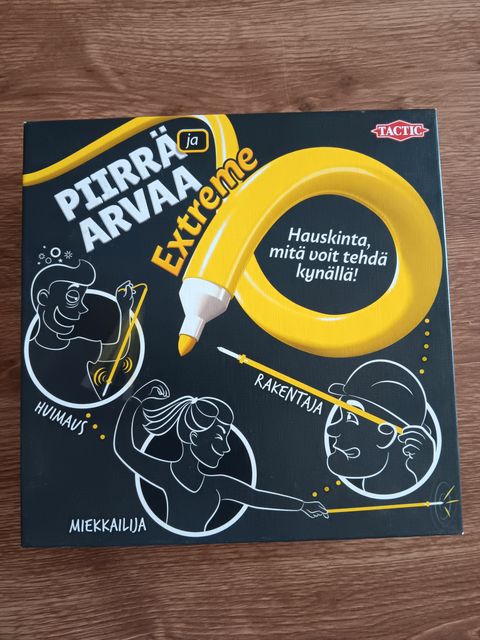 TACTIC
PIIRRÄ ja
ARVAA
Extreme
Hauskinta,
mitä voit tehdä
kynällä!
HUIMAUS
RAKENTAJA
MIEKKAILIJA